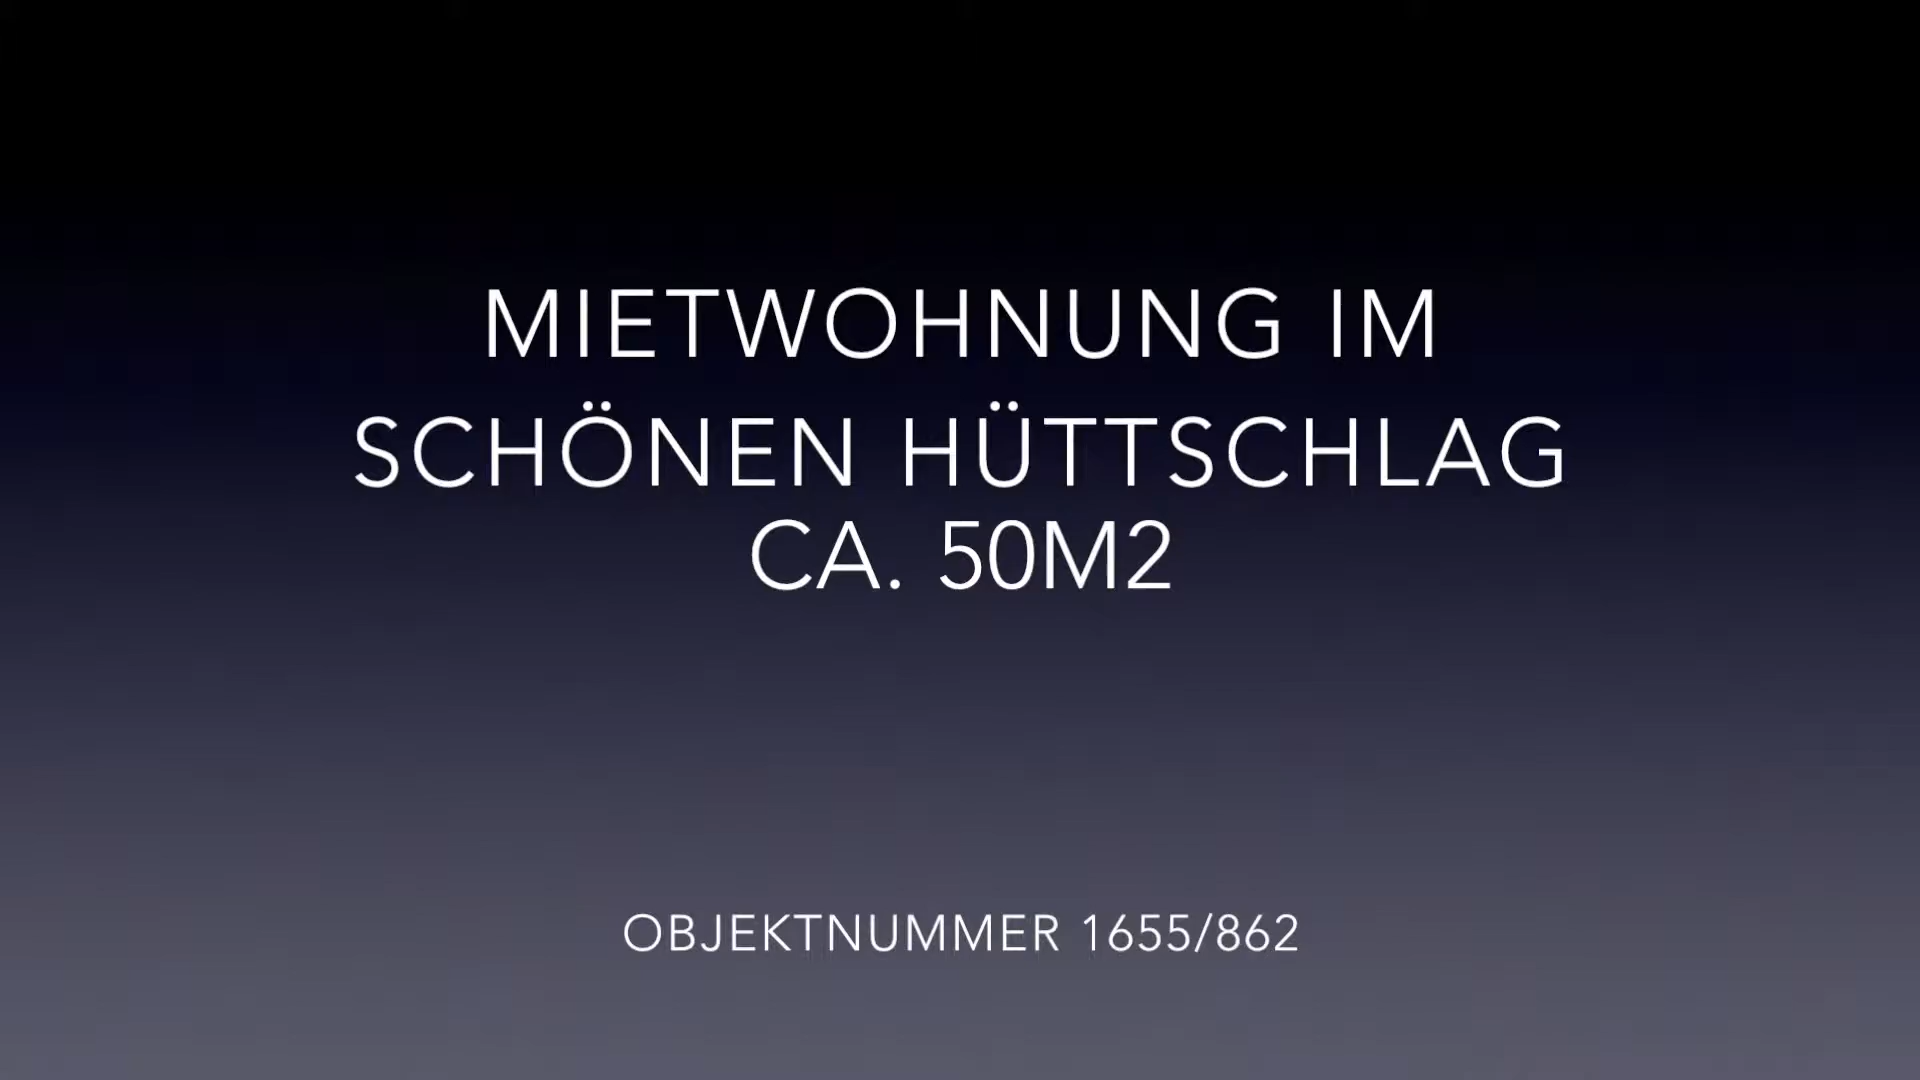 MIETWOHNUNG IM
SCHÖNEN HÜTTSCHLAG
CA. 50M2
OBJEKTNUMMER 1655/862